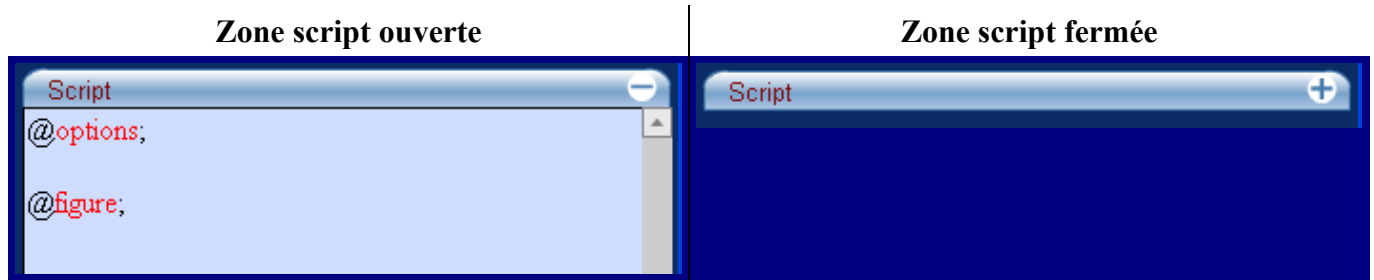 Zone script ouverte
Zone script fermée
Script
Script
@options;
@figure;